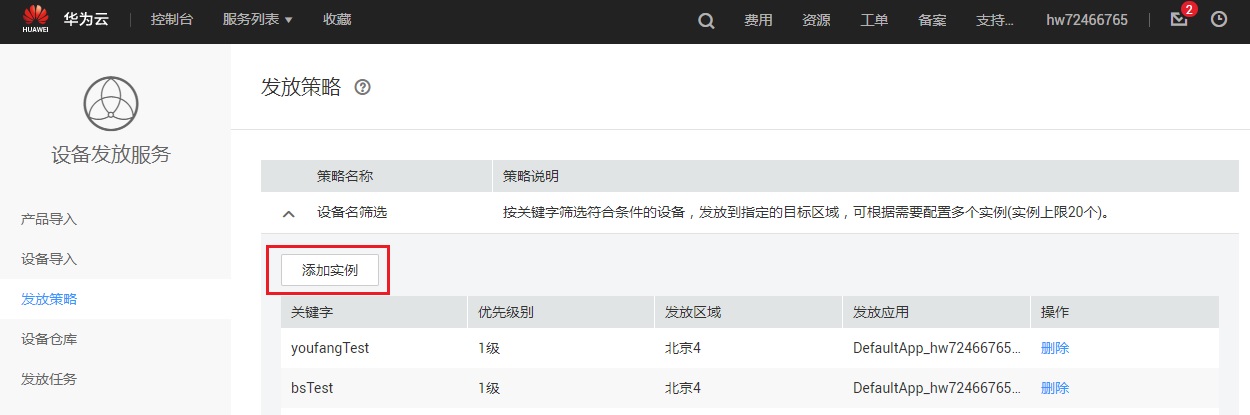 HUAWEI 华为云 控制台 服务列表 收藏 费用 资源 工单 备案 支持... hw72466765 2
设备发放服务
产品导入
设备导入
发放策略
设备仓库
发放任务
发放策略 ?
策略名称 策略说明
设备名筛选 按关键字筛选符合条件的设备，发放到指定的目标区域，可根据需要配置多个实例(实例上限20个)。
添加实例
关键字 优先级别 发放区域 发放应用 操作
youfangTest 1级 北京4 DefaultApp_hw72466765... 删除
bsTest 1级 北京4 DefaultApp_hw72466765... 删除